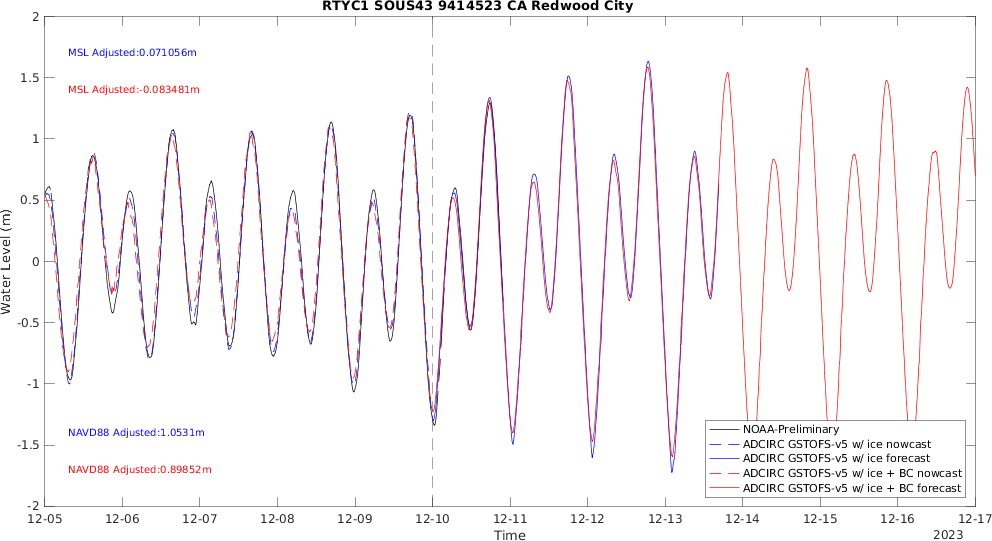 RTYC1 SOUS43 9414523 CA Redwood City
2
1.5
1
0.5
0
-0.5
-1
-1.5
-2
Water Level (m)
MSL Adjusted:0.071056m
MSL Adjusted:-0.083481m
NAVD88 Adjusted:1.0531m
NAVD88 Adjusted:0.89852m
NOAA-Preliminary
ADCIRC GSTOFS-v5 w/ ice nowcast
ADCIRC GSTOFS-v5 w/ ice forecast
ADCIRC GSTOFS-v5 w/ ice + BC nowcast
ADCIRC GSTOFS-v5 w/ ice + BC forecast
12-05 12-06 12-07 12-08 12-09 12-10 12-11 12-12 12-13 12-14 12-15 12-16 12-17
Time
2023